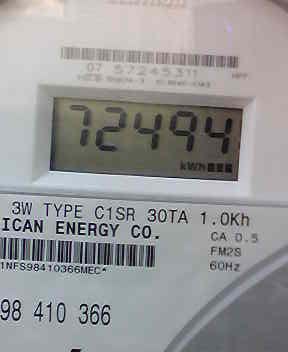 07 57245311
72494
kWh
3W TYPE C1SR 30TA 1.0Kh
ICAN ENERGY CO.
CA 0.5
FM2S
60Hz
1NFS98410366MEC*
98 410 366